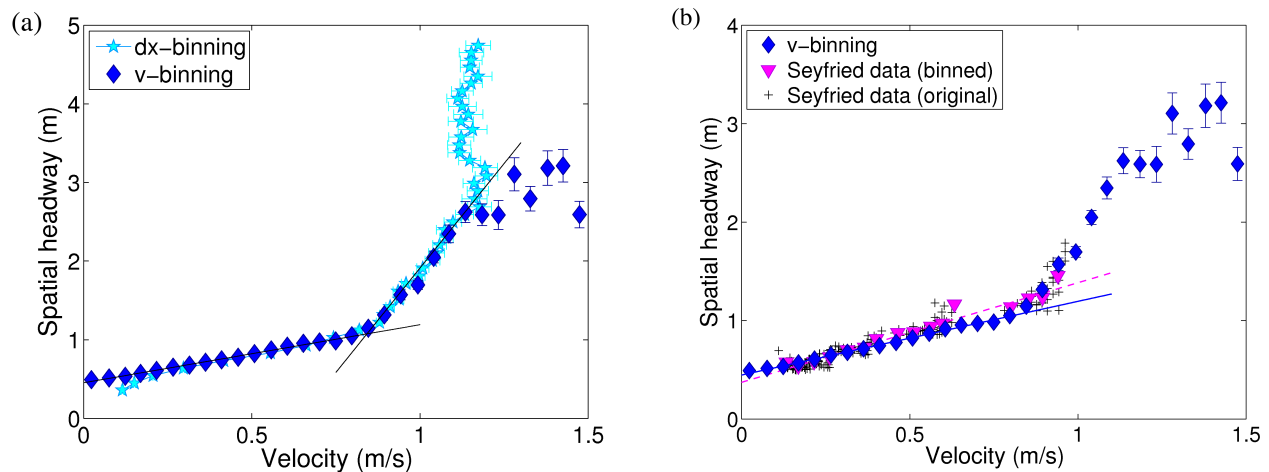 (a)
5
4
3
2
1
0
Spatial headway (m)
dx−binning
v−binning
0
0.5
1
1.5
Velocity (m/s)
(b)
4
3
2
1
0
Spatial headway (m)
v−binning
Seyfried data (binned)
Seyfried data (original)
0
0.5
1
1.5
Velocity (m/s)